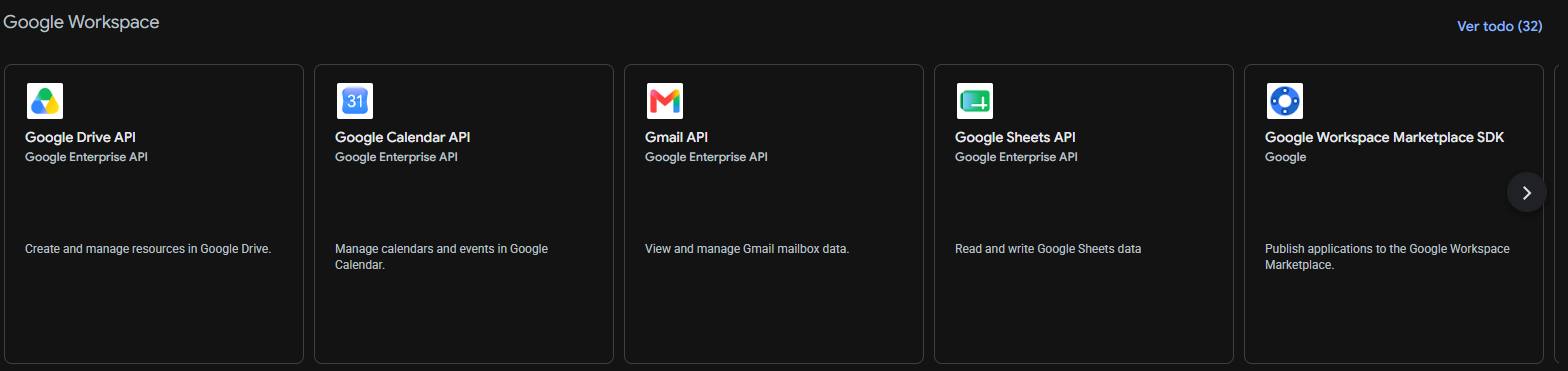 Google Workspace
Ver todo (32)
Google Drive API
Google Enterprise API
Create and manage resources in Google Drive.
31
Google Calendar API
Google Enterprise API
Manage calendars and events in Google
Calendar.
Gmail API
Google Enterprise API
View and manage Gmail mailbox data.
Google Sheets API
Google Enterprise API
Read and write Google Sheets data
Google Workspace Marketplace SDK
Google
Publish applications to the Google Workspace
Marketplace.